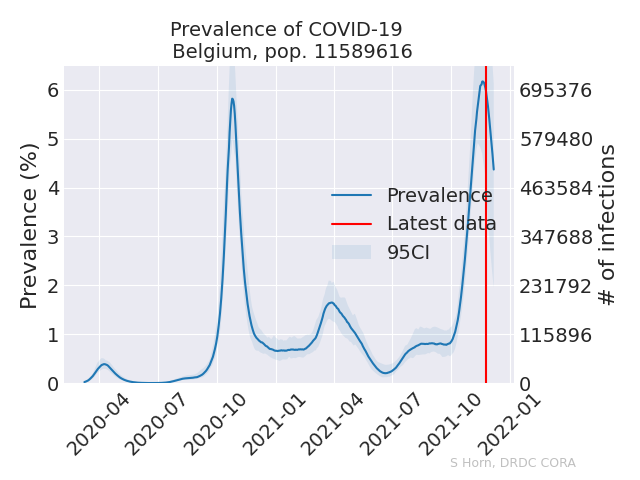 Prevalence of COVID-19
Belgium, pop. 11589616
Prevalence (%)
6
5
4
3
2
1
0
695376
579480
463584
347688
231792
115896
0
# of infections
Prevalence
Latest data
95CI
2020-04
2020-07
2020-10
2021-01
2021-04
2021-07
2021-10
2022-01
S Horn, DRDC CORA